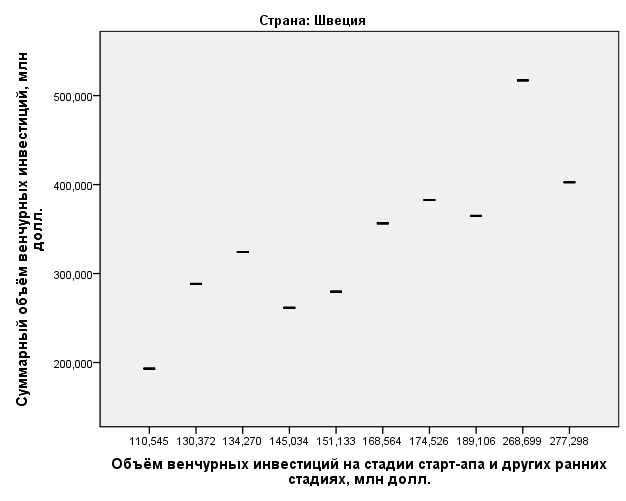 Страна: Швеция
Суммарный объём венчурных инвестиций, млн
долл.
500,000
400,000
300,000
200,000
110,545 130,372 134,270 145,034 151,133 168,564 174,526 189,106 268,699 277,298
Объём венчурных инвестиций на стадии старт-апа и других ранних
стадиях, млн долл.